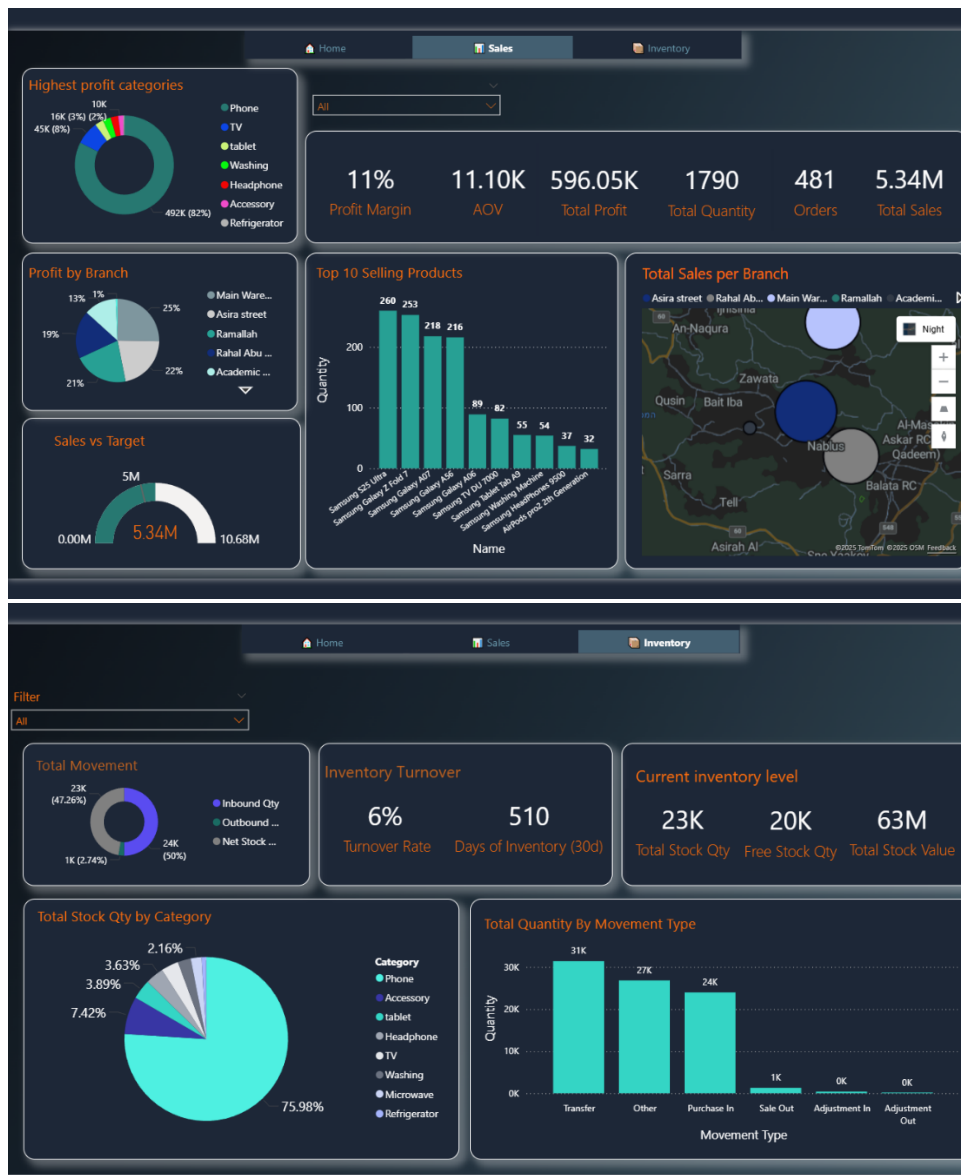 🏠 Home
📊 Sales
📦 Inventory
Highest profit categories
10K
16K (3%) (2%)
45K (8%)
492K (82%)
Phone
TV
tablet
Washing
Headphone
Accessory
Refrigerator
All
11%
Profit Margin
11.10K
AOV
596.05K
Total Profit
1790
Total Quantity
481
Orders
5.34M
Total Sales
Profit by Branch
13%
1%
25%
19%
21%
22%
Main Ware...
Asira street
Ramallah
Rahal Abu ...
Academic ...
Sales vs Target
5M
0.00M
5.34M
10.68M
Top 10 Selling Products
Quantity
200
100
0
260
253
218
216
89
82
55
54
37
32
Samsung S25 Ultra
Samsung Galaxy Z Fold 7
Samsung Galaxy A07
Samsung Galaxy A56
Samsung Galaxy A06
Samsung TV DU 7000
Samsung Tablet Tab A9
Samsung Washing Machine
Samsung HeadPhones 9500
AirPods pro2 2th Generation
Name
Total Sales per Branch
Asira street
Rahal Ab...
Main War...
Ramallah
Academi...
Night
60
An-Naqura
Zawata
Qusin
Bait Iba
Nablus
Askar RC
Qadeem)
Sarra
Balata RC
Tell
60
548
Asirah Al
©2025 TomTom ©2025 OSM Feedback
🏠 Home
📊 Sales
📦 Inventory
Filter
All
Total Movement
23K
(47.26%)
24K
(50%)
1K (2.74%)
Inbound Qty
Outbound ...
Net Stock ...
Inventory Turnover
6%
Turnover Rate
510
Days of Inventory (30d)
Current inventory level
23K
Total Stock Qty
20K
Free Stock Qty
63M
Total Stock Value
Total Stock Qty by Category
2.16%
3.63%
3.89%
7.42%
75.98%
Category
Phone
Accessory
tablet
Headphone
TV
Washing
Microwave
Refrigerator
Total Quantity By Movement Type
Quantity
30K
20K
10K
0K
31K
27K
24K
1K
0K
0K
Transfer
Other
Purchase In
Sale Out
Adjustment In
Adjustment
Out
Movement Type